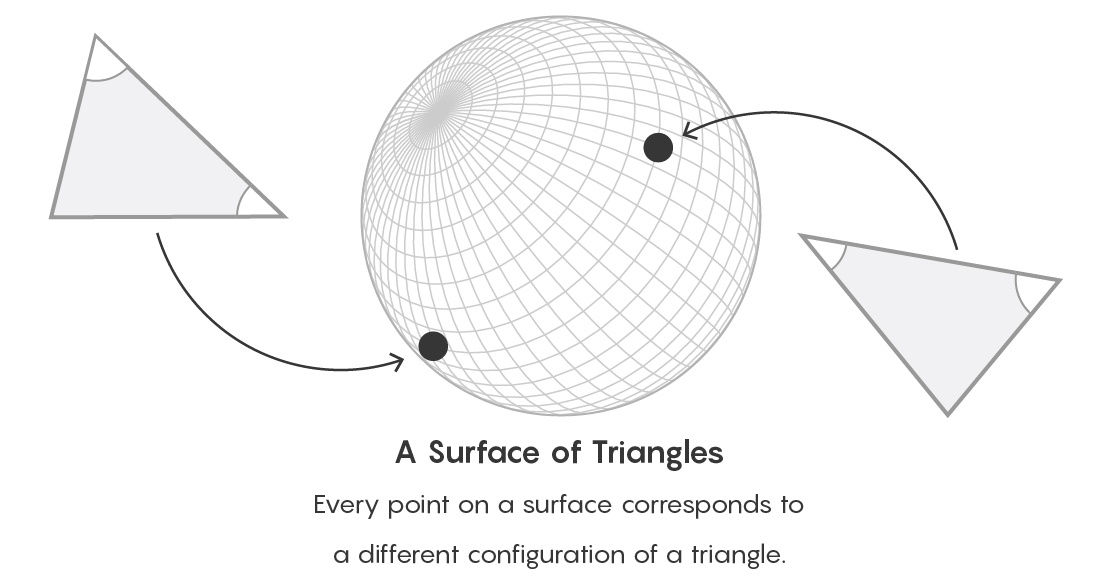 A Surface of Triangles
Every point on a surface corresponds to
a different configuration of a triangle.